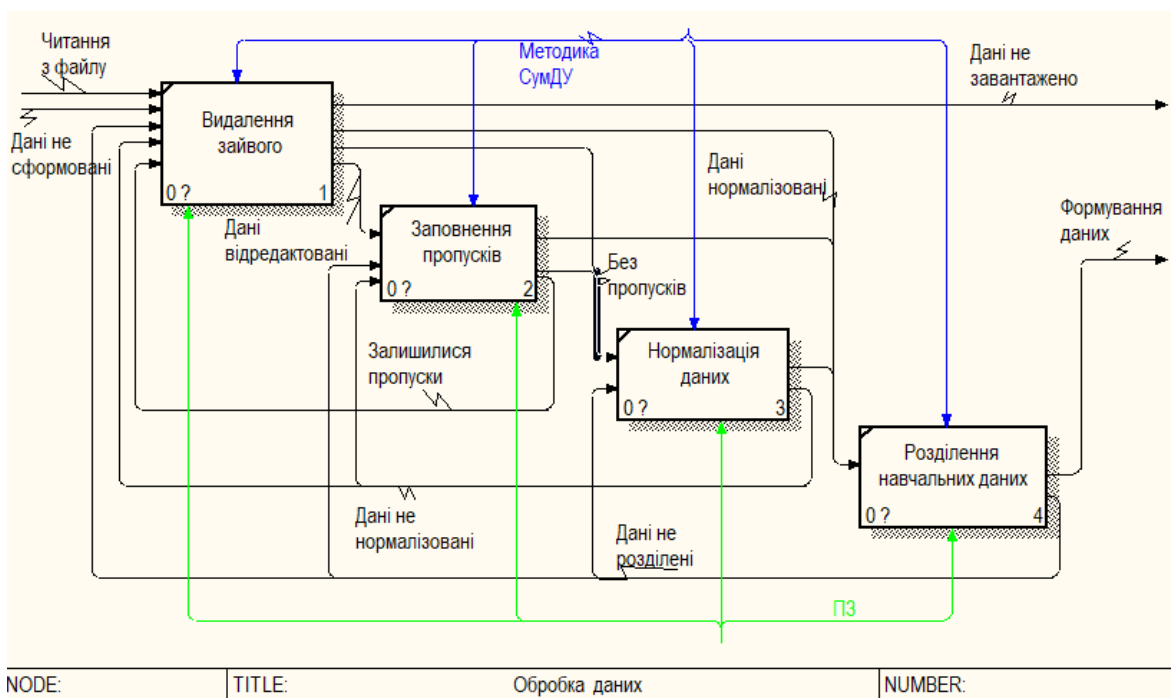 Читання
з файлу
Методика
СумДУ
Дані не
завантажено
Видалення
зайвого
0 ?
1
Дані не
сформовані
Дані
нормалізовані
Дані
відредактовані
Заповнення
пропусків
0 ?
2
Формування
даних
Без
пропусків
Залишилися
пропуски
Нормалізація
даних
0 ?
3
Розділення
навчальних даних
0 ?
4
Дані не
нормалізовані
Дані не
розділені
ПЗ
NODE:
TITLE:
Обробка даних
NUMBER: